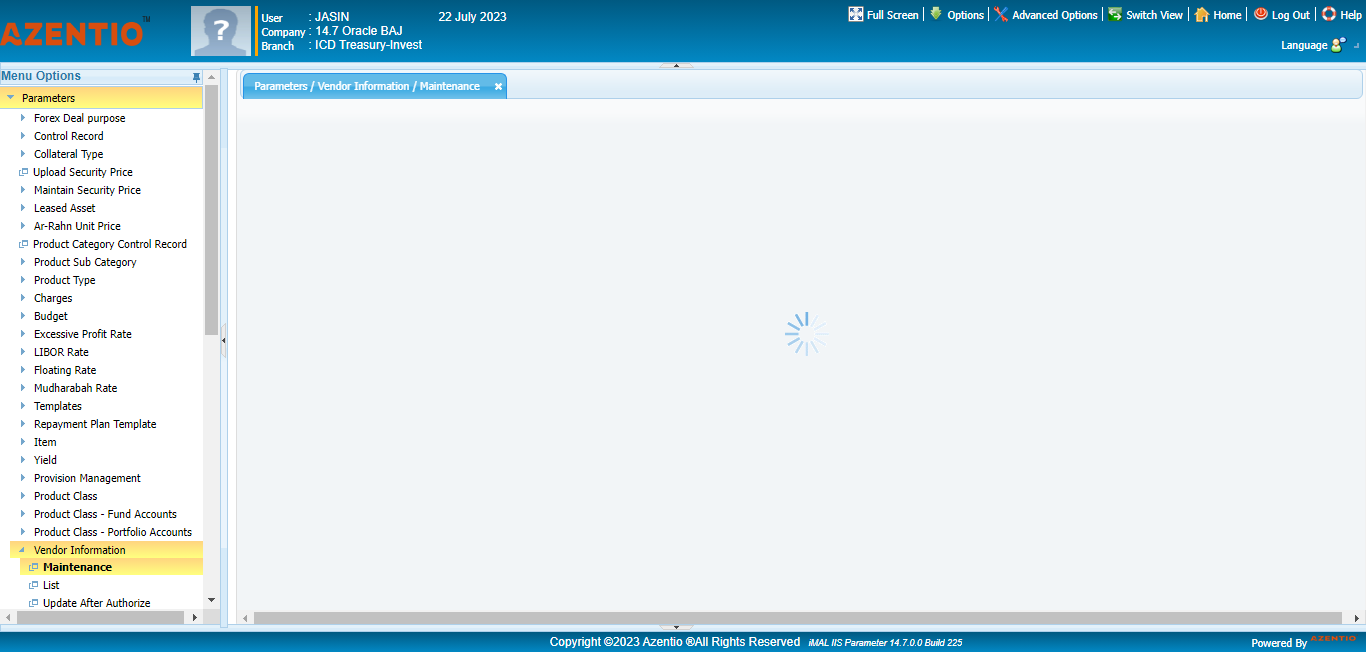 AZENTIO™
?
User : JASIN 22 July 2023
Company : 14.7 Oracle BAJ
Branch : ICD Treasury-Invest
Full Screen Options Advanced Options Switch View Home Log Out Help
Language
Menu Options
Parameters
Forex Deal purpose
Control Record
Collateral Type
Upload Security Price
Maintain Security Price
Leased Asset
Ar-Rahn Unit Price
Product Category Control Record
Product Sub Category
Product Type
Charges
Budget
Excessive Profit Rate
LIBOR Rate
Floating Rate
Mudharabah Rate
Templates
Repayment Plan Template
Item
Yield
Provision Management
Product Class
Product Class - Fund Accounts
Product Class - Portfolio Accounts
Vendor Information
Maintenance
List
Update After Authorize
Parameters / Vendor Information / Maintenance
Copyright ©2023 Azentio ®All Rights Reserved iMAL IIS Parameter 14.7.0.0 Build 225
Powered By AZENTIO